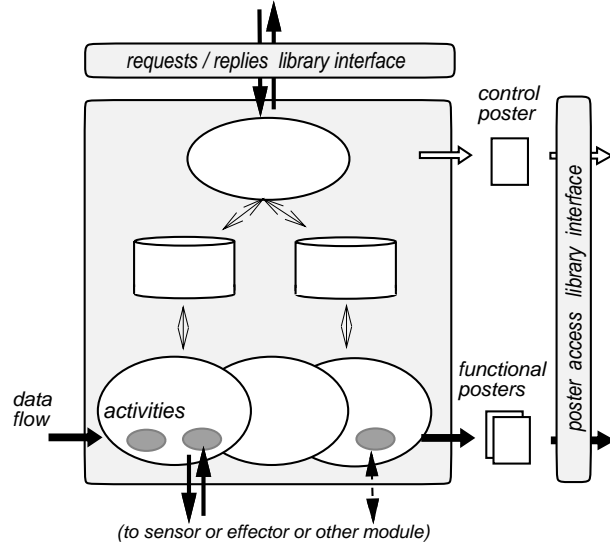 requests / replies library interface
control
poster
poster access library interface
functional
posters
data
flow
activities
(to sensor or effector or other module)